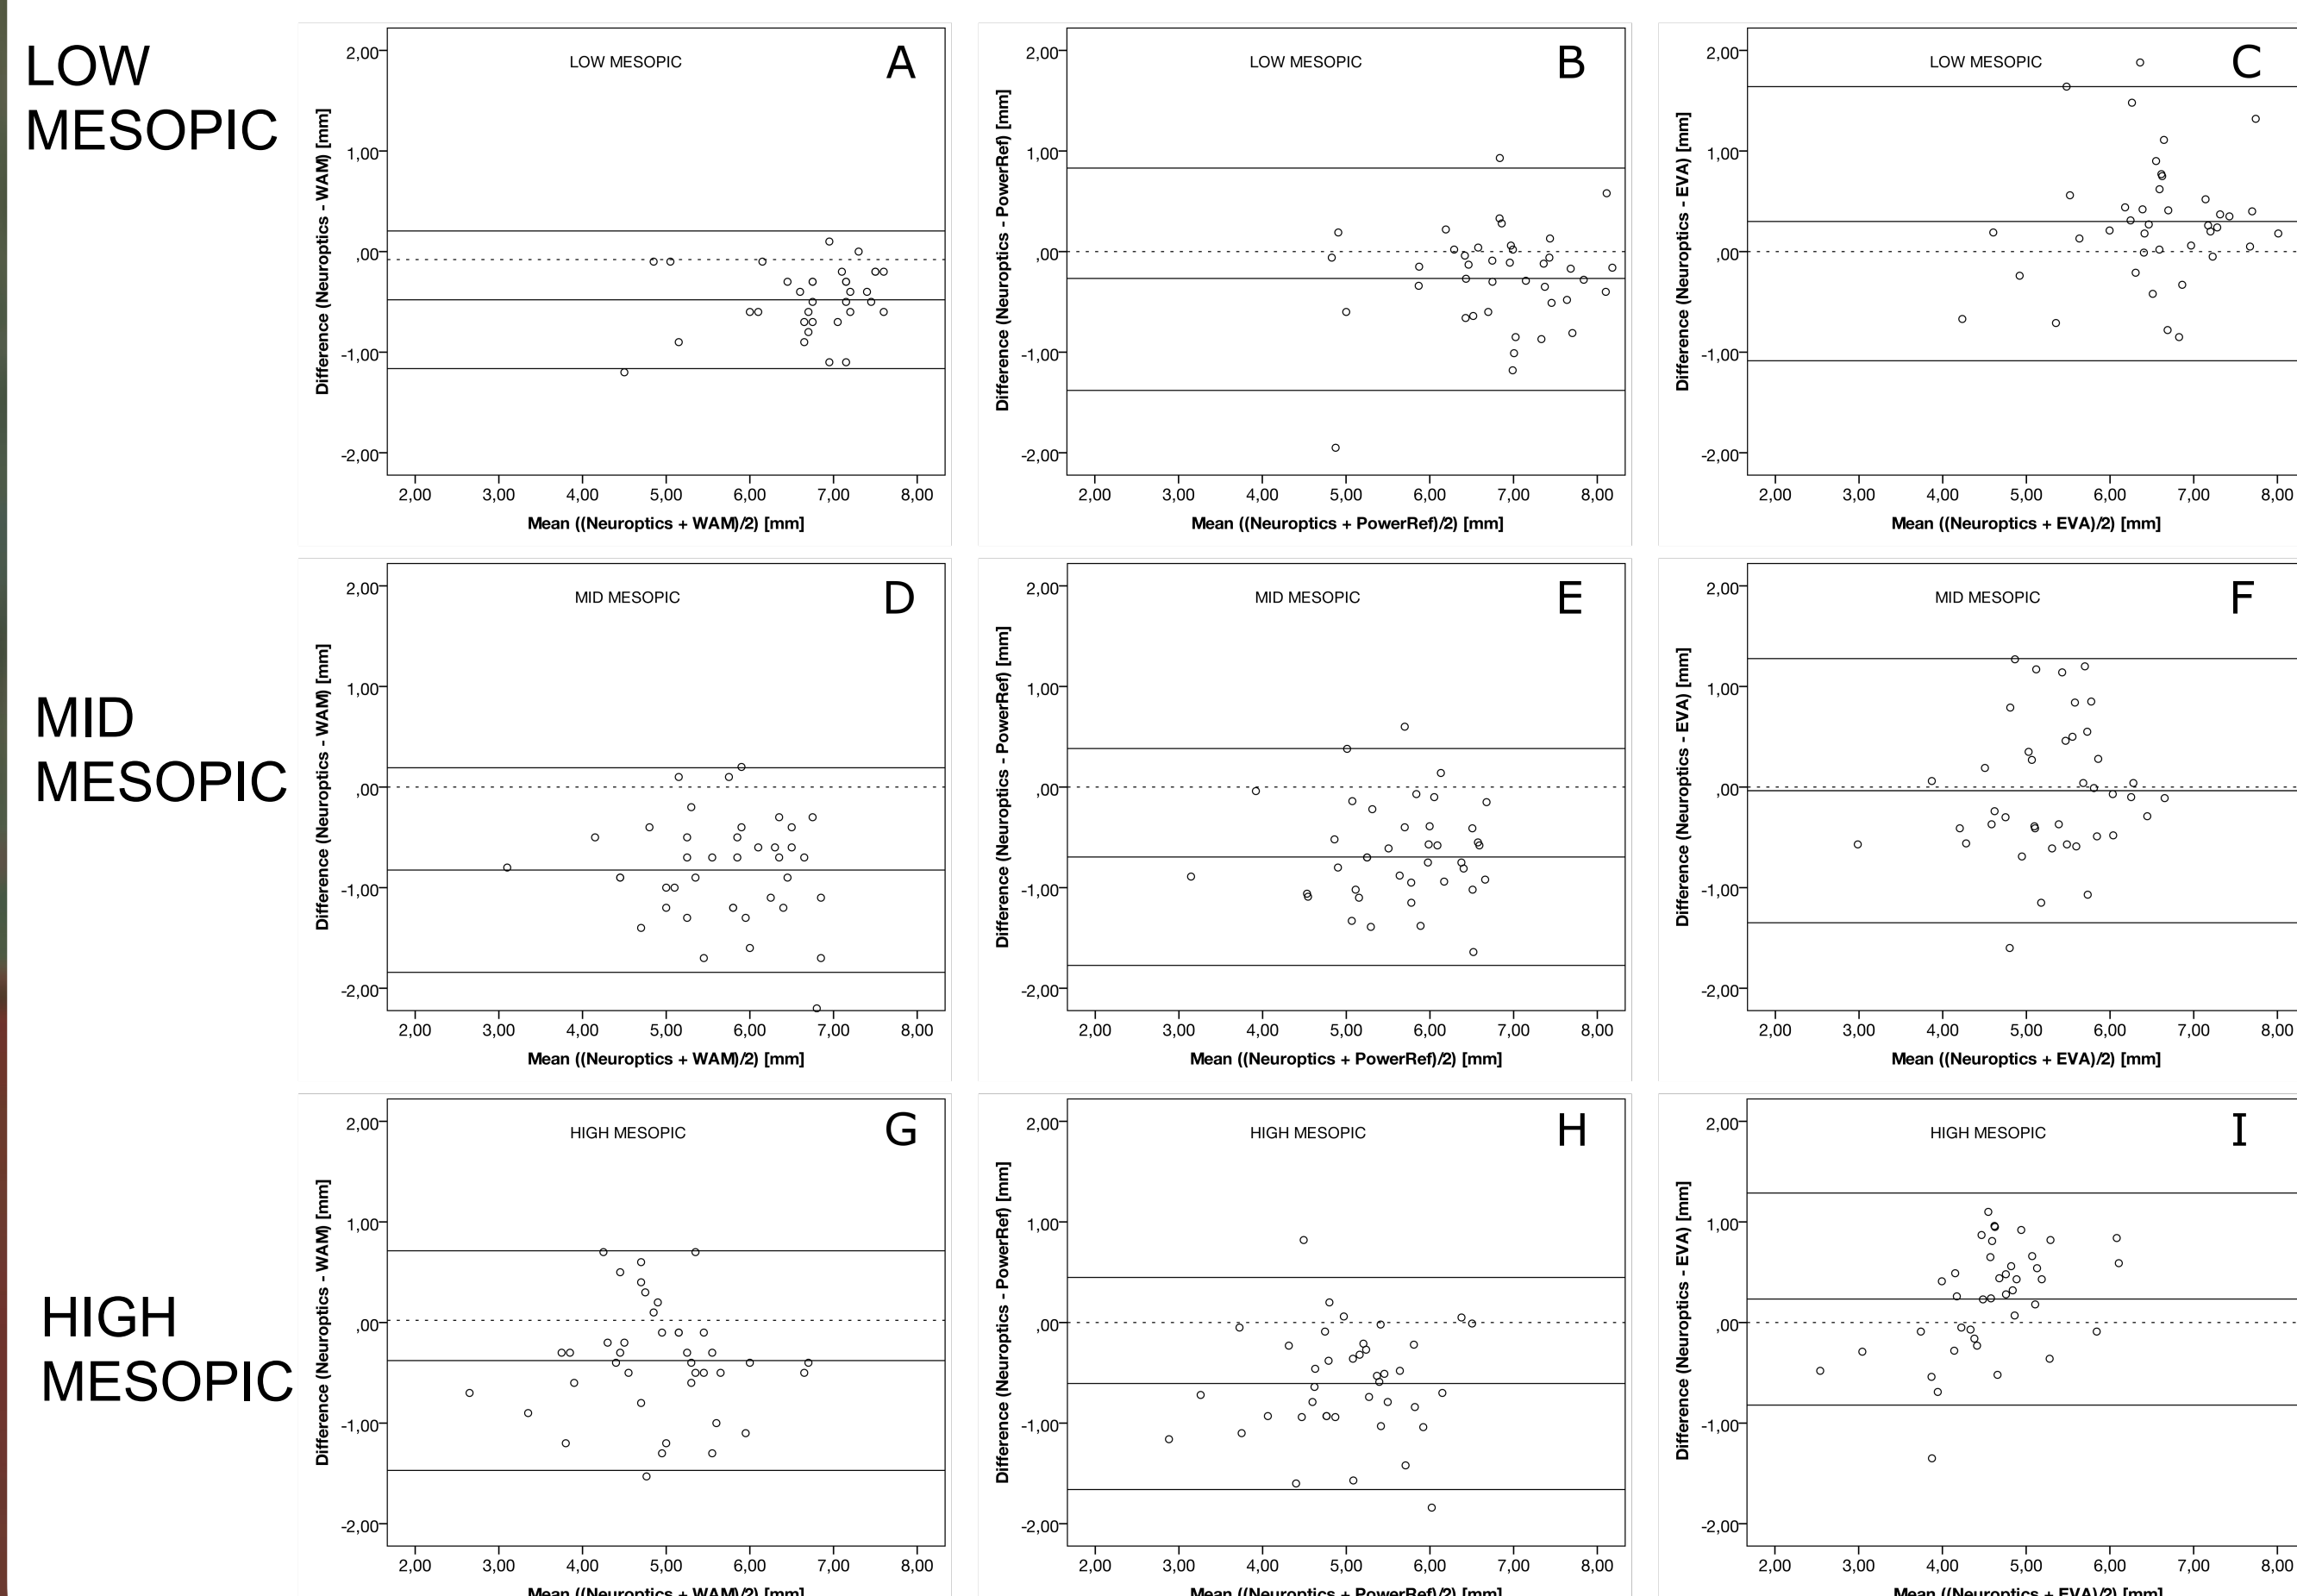 LOW
MESOPIC
LOW MESOPIC
A
2,00
1,00
,00
-1,00
-2,00
Difference (Neuroptics - WAM) [mm]
2,00 3,00 4,00 5,00 6,00 7,00 8,00
Mean ((Neuroptics + WAM)/2) [mm]
LOW MESOPIC
B
2,00
1,00
,00
-1,00
-2,00
Difference (Neuroptics - PowerRef) [mm]
2,00 3,00 4,00 5,00 6,00 7,00 8,00
Mean ((Neuroptics + PowerRef)/2) [mm]
LOW MESOPIC
C
2,00
1,00
,00
-1,00
-2,00
Difference (Neuroptics - EVA) [mm]
2,00 3,00 4,00 5,00 6,00 7,00 8,00
Mean ((Neuroptics + EVA)/2) [mm]
MID
MESOPIC
MID MESOPIC
D
2,00
1,00
,00
-1,00
-2,00
Difference (Neuroptics - WAM) [mm]
2,00 3,00 4,00 5,00 6,00 7,00 8,00
Mean ((Neuroptics + WAM)/2) [mm]
MID MESOPIC
E
2,00
1,00
,00
-1,00
-2,00
Difference (Neuroptics - PowerRef) [mm]
2,00 3,00 4,00 5,00 6,00 7,00 8,00
Mean ((Neuroptics + PowerRef)/2) [mm]
MID MESOPIC
F
2,00
1,00
,00
-1,00
-2,00
Difference (Neuroptics - EVA) [mm]
2,00 3,00 4,00 5,00 6,00 7,00 8,00
Mean ((Neuroptics + EVA)/2) [mm]
HIGH
MESOPIC
HIGH MESOPIC
G
2,00
1,00
,00
-1,00
-2,00
Difference (Neuroptics - WAM) [mm]
2,00 3,00 4,00 5,00 6,00 7,00 8,00
Mean ((Neuroptics + WAM)/2) [mm]
HIGH MESOPIC
H
2,00
1,00
,00
-1,00
-2,00
Difference (Neuroptics - PowerRef) [mm]
2,00 3,00 4,00 5,00 6,00 7,00 8,00
Mean ((Neuroptics + PowerRef)/2) [mm]
HIGH MESOPIC
I
2,00
1,00
,00
-1,00
-2,00
Difference (Neuroptics - EVA) [mm]
2,00 3,00 4,00 5,00 6,00 7,00 8,00
Mean ((Neuroptics + EVA)/2) [mm]